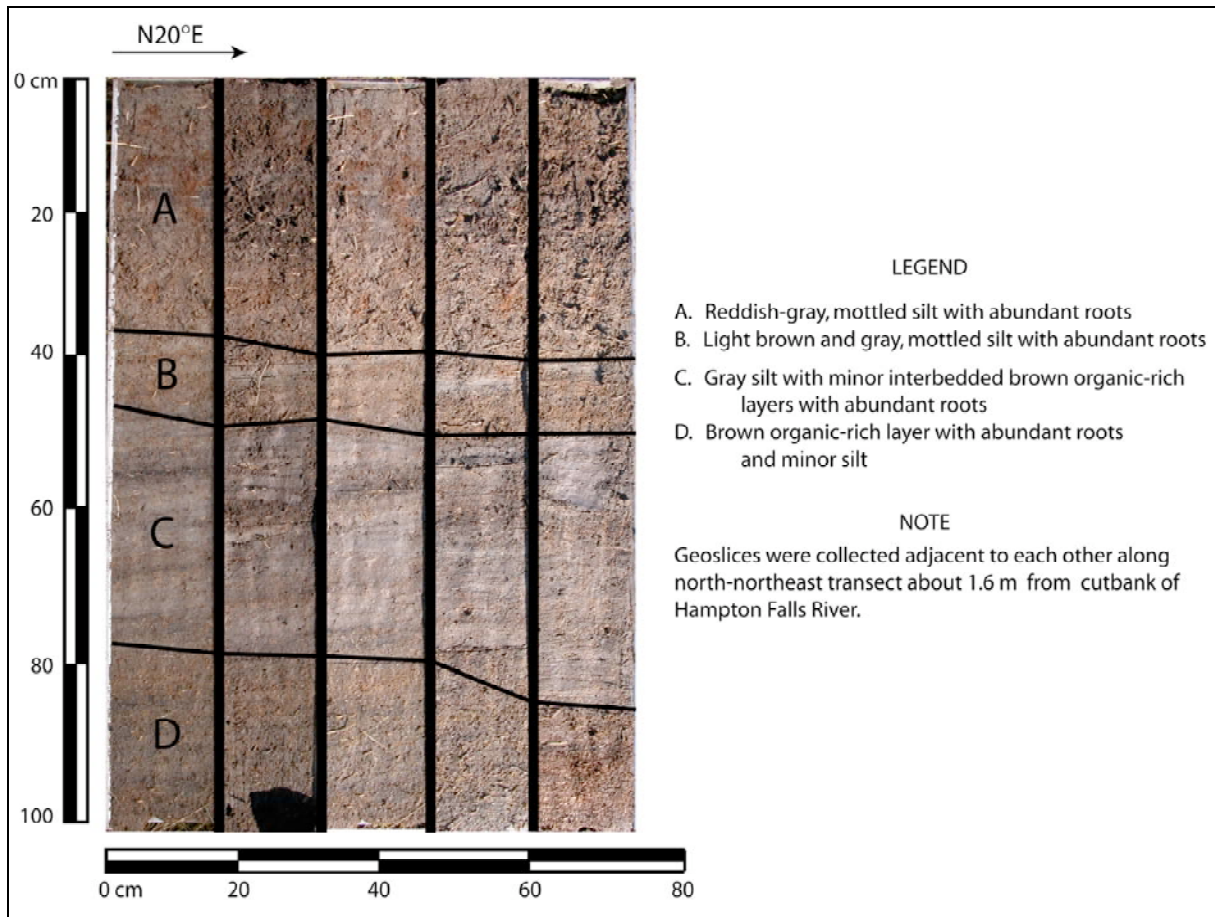 N20°E
0 cm
20
40
60
80
100
A
B
C
D
0 cm 20 40 60 80
LEGEND
A. Reddish-gray, mottled silt with abundant roots
B. Light brown and gray, mottled silt with abundant roots
C. Gray silt with minor interbedded brown organic-rich
layers with abundant roots
D. Brown organic-rich layer with abundant roots
and minor silt
NOTE
Geoslices were collected adjacent to each other along
north-northeast transect about 1.6 m from cutbank of
Hampton Falls River.